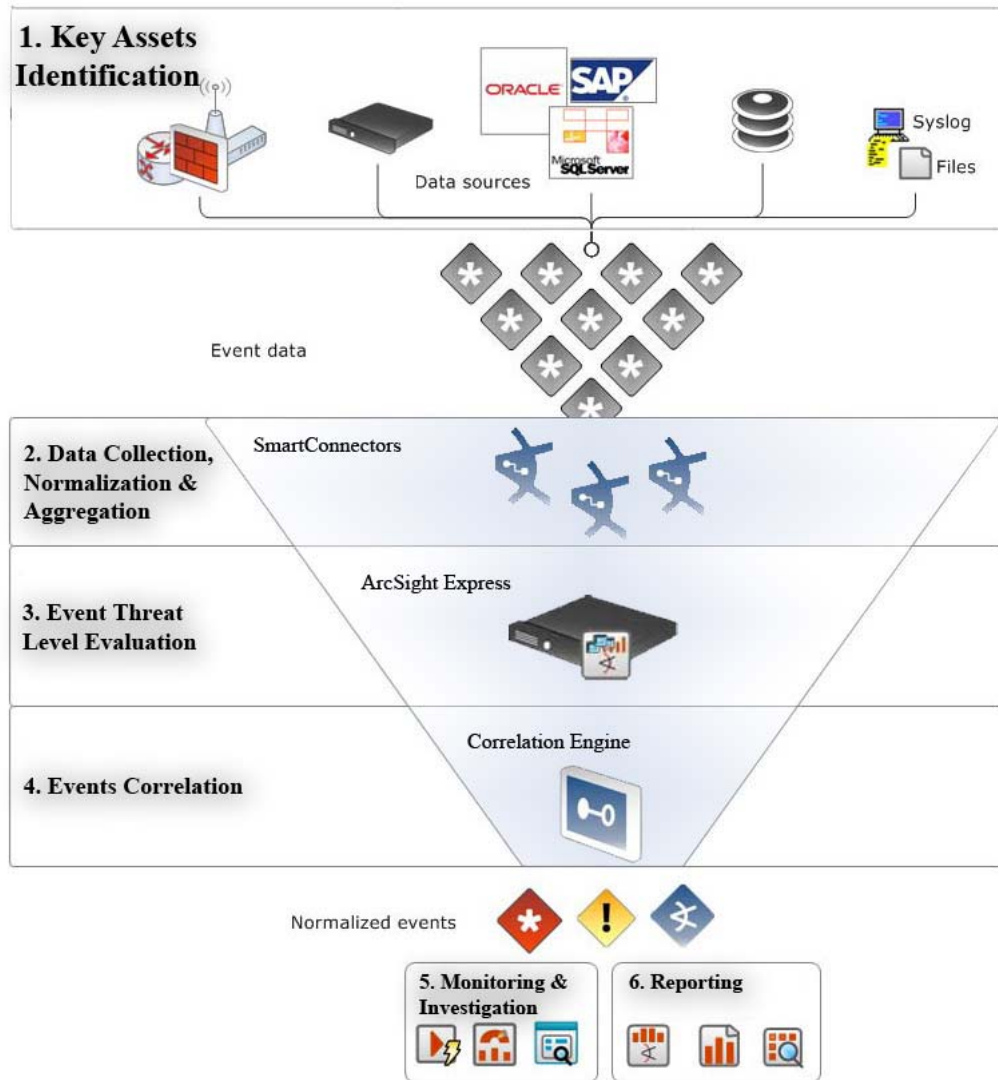 1. Key Assets
Identification
ORACLE
SAP
Microsoft
SQL Server
Data sources
Syslog
Files
Event data
2. Data Collection,
Normalization &
Aggregation
SmartConnectors
3. Event Threat
Level Evaluation
ArcSight Express
4. Events Correlation
Correlation Engine
Normalized events
5. Monitoring &
Investigation
6. Reporting